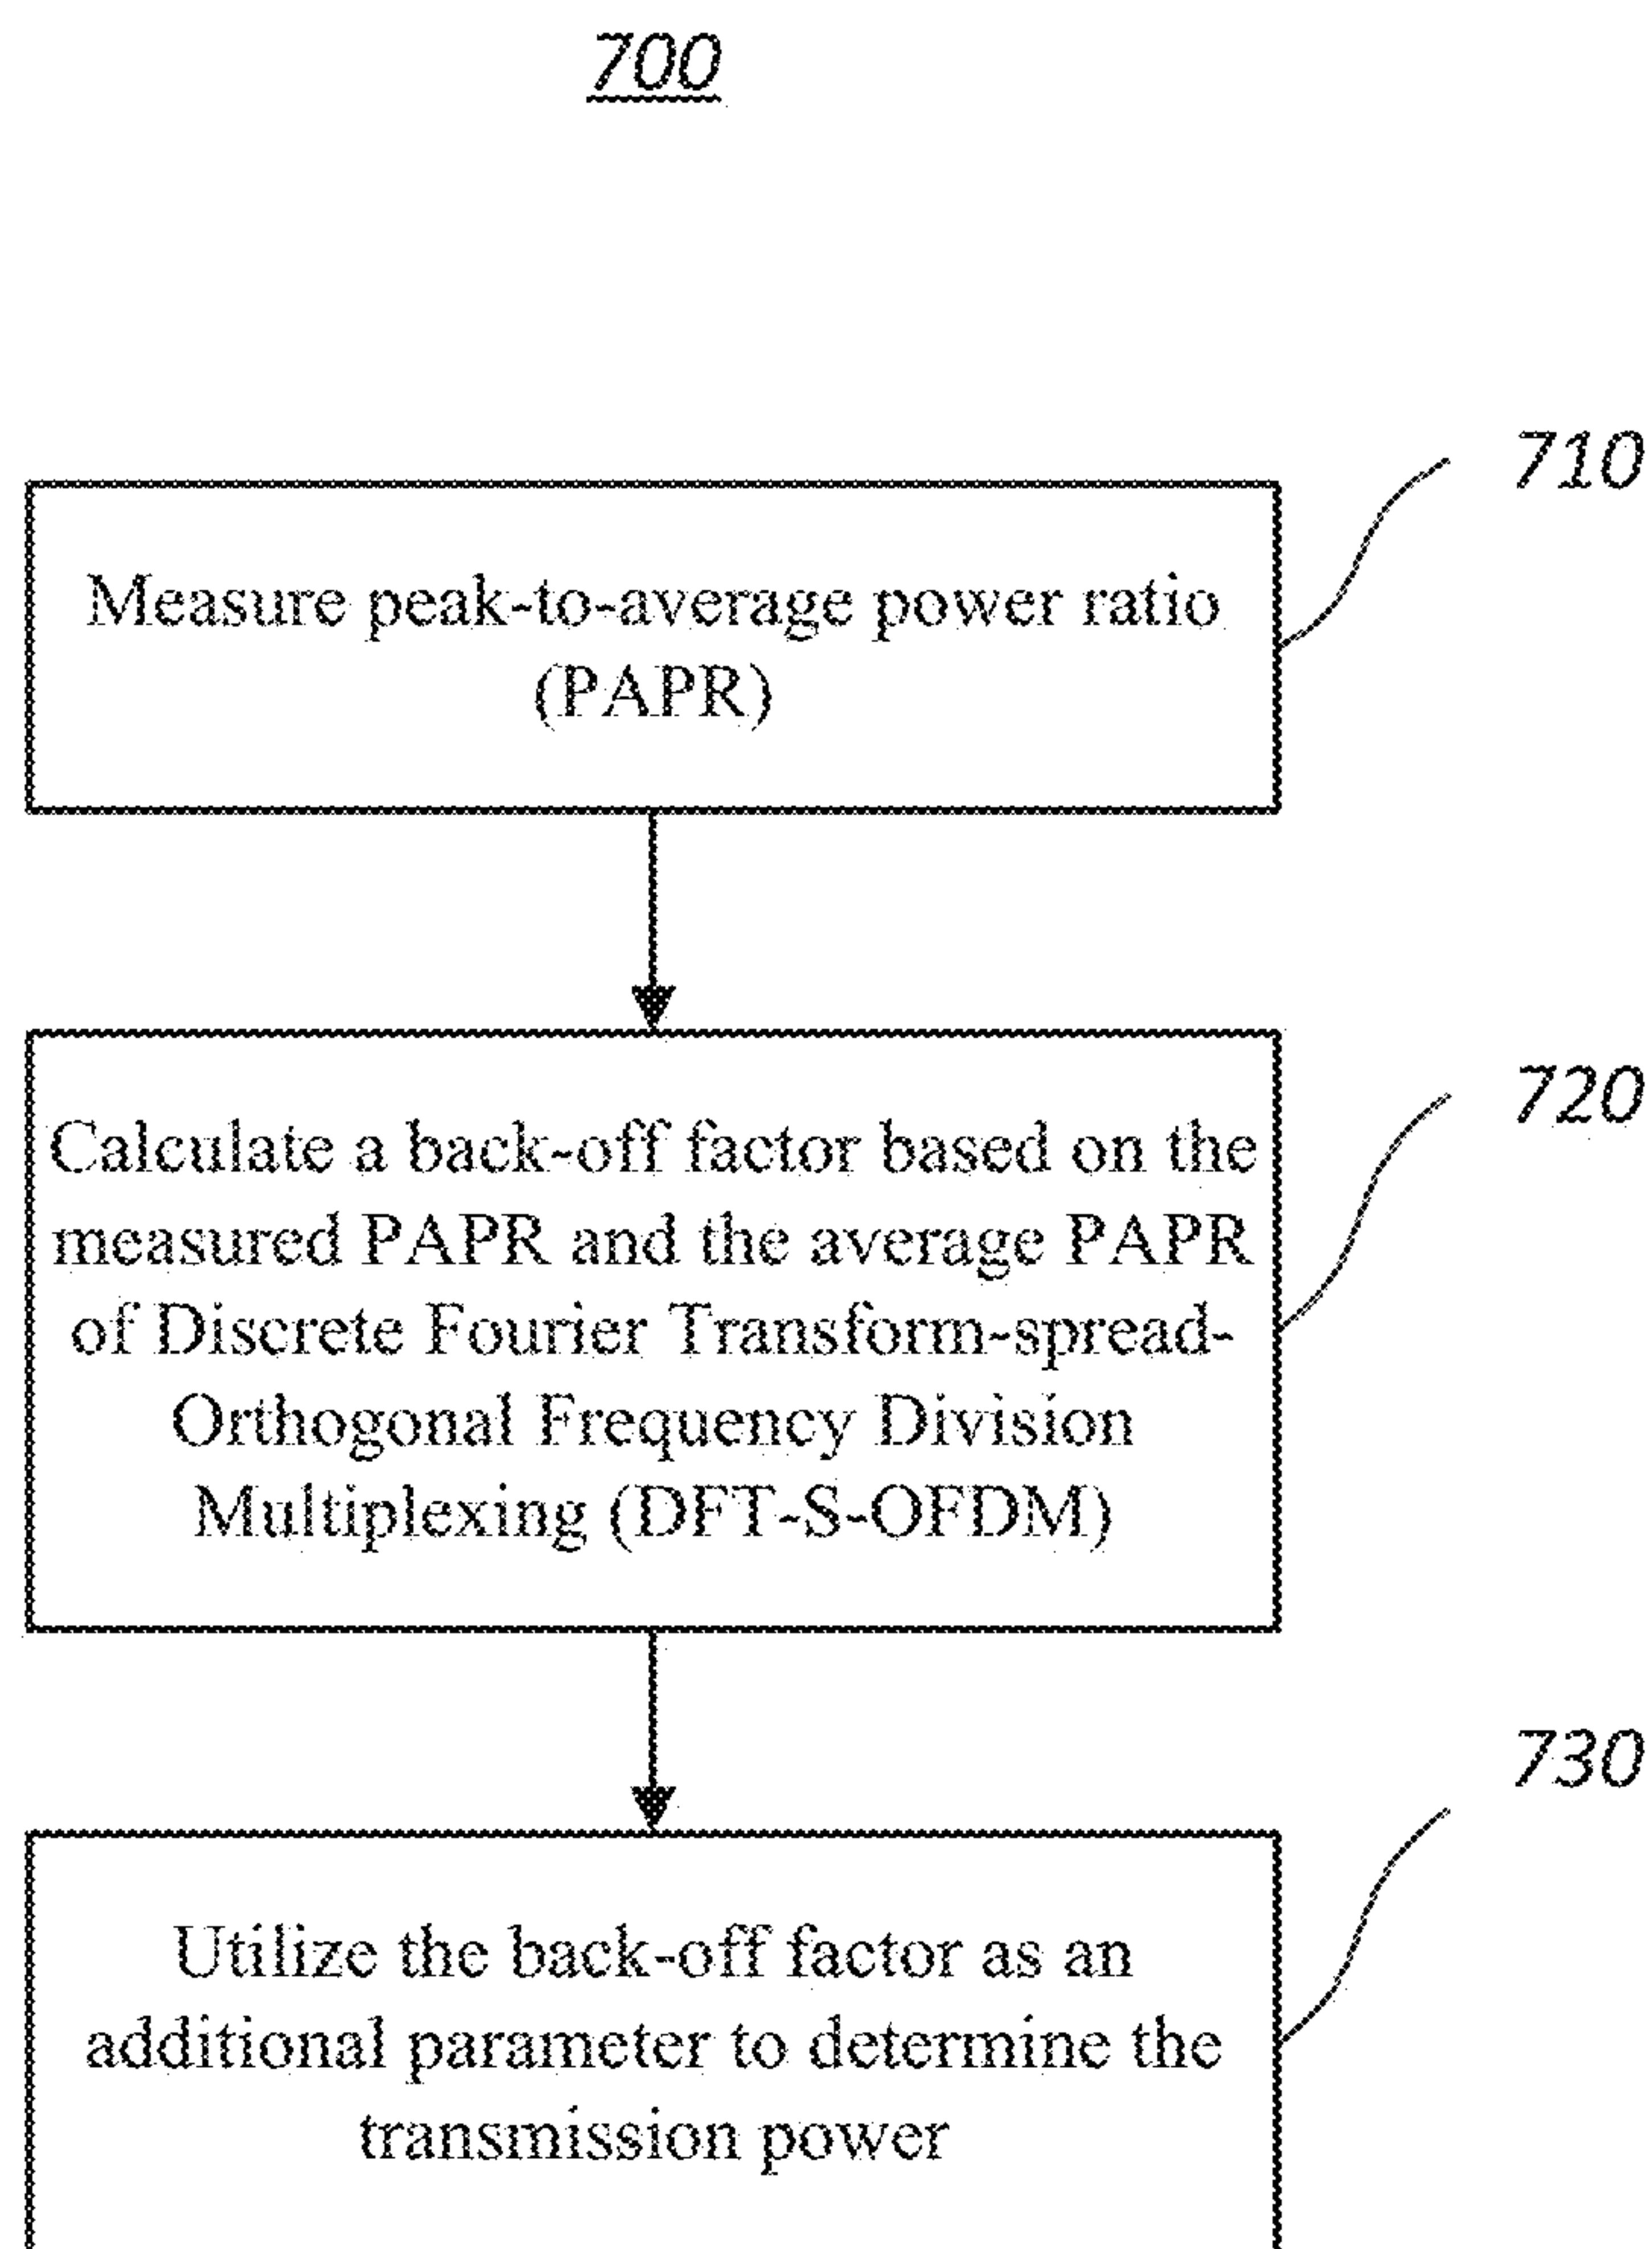 700
710
Measure peak-to-average power ratio
(PAPR)
720
Calculate a back-off factor based on the
measured PAPR and the average PAPR
of Discrete Fourier Transform-spread-
Orthogonal Frequency Division
Multiplexing (DFT-S-OFDM)
730
Utilize the back-off factor as an
additional parameter to determine the
transmission power